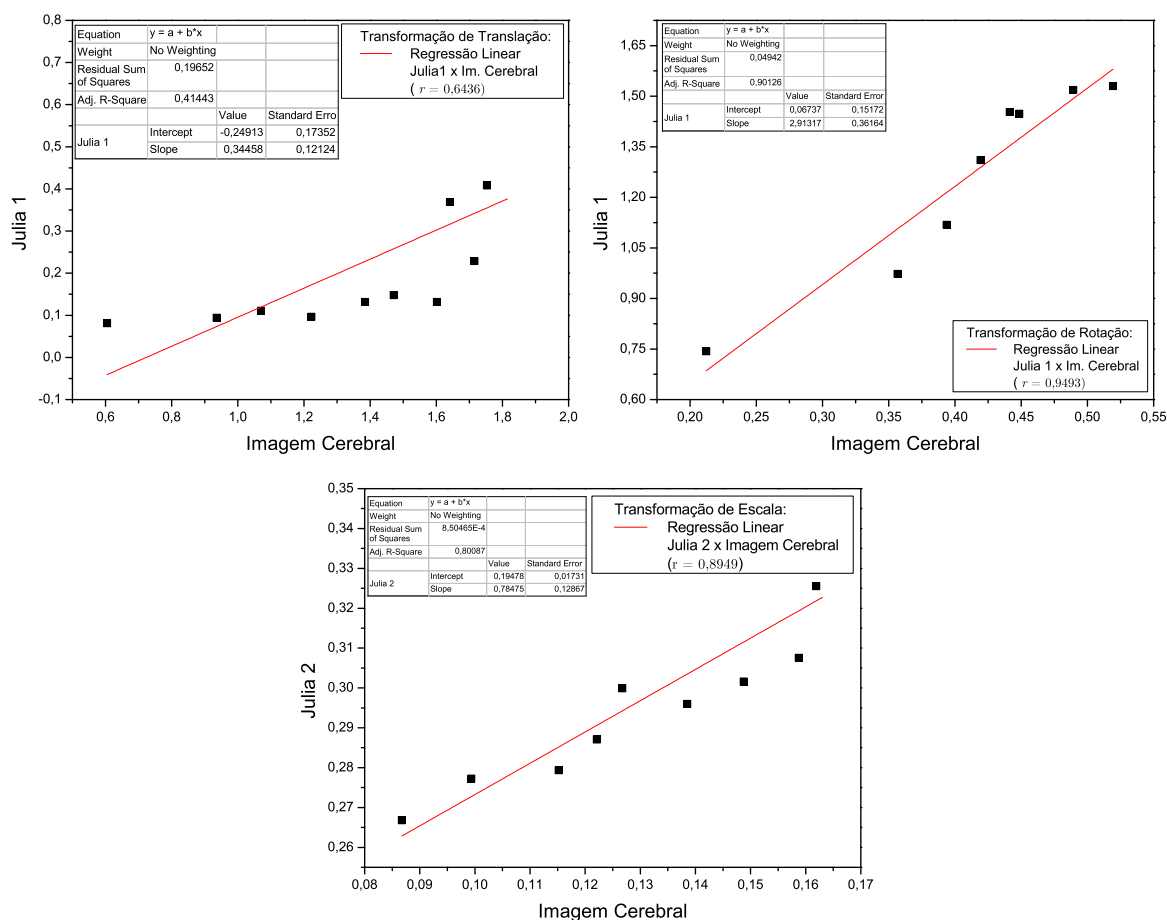 Equation y = a + b*x
Weight No Weighting
Residual Sum of Squares 0,19652
Adj. R-Square 0,41443
Value Standard Erro
Julia 1 Intercept -0,24913 0,17352
Slope 0,34458 0,12124
Transformação de Translação:
Regressão Linear
Julia1 x Im. Cerebral
( r = 0,6436)
0,8
0,7
0,6
0,5
0,4
0,3
0,2
0,1
0,0
-0,1
Julia 1
0,6 0,8 1,0 1,2 1,4 1,6 1,8 2,0
Imagem Cerebral
Equation y = a + b*x
Weight No Weighting
Residual Sum of Squares 0,04942
Adj. R-Square 0,90126
Value Standard Error
Julia 1 Intercept 0,06737 0,15172
Slope 2,91317 0,36164
1,65
1,50
1,35
1,20
1,05
0,90
0,75
0,60
Julia 1
Transformação de Rotação:
Regressão Linear
Julia 1 x Im. Cerebral
( r = 0,9493)
0,20 0,25 0,30 0,35 0,40 0,45 0,50 0,55
Imagem Cerebral
Equation y = a + b*x
Weight No Weighting
Residual Sum of Squares 8,50465E-4
Adj. R-Square 0,80087
Value Standard Error
Julia 2 Intercept 0,19478 0,01731
Slope 0,78475 0,12867
Transformação de Escala:
Regressão Linear
Julia 2 x Imagem Cerebral
(r = 0,8949)
0,35
0,34
0,33
0,32
0,31
0,30
0,29
0,28
0,27
0,26
Julia 2
0,08 0,09 0,10 0,11 0,12 0,13 0,14 0,15 0,16 0,17
Imagem Cerebral